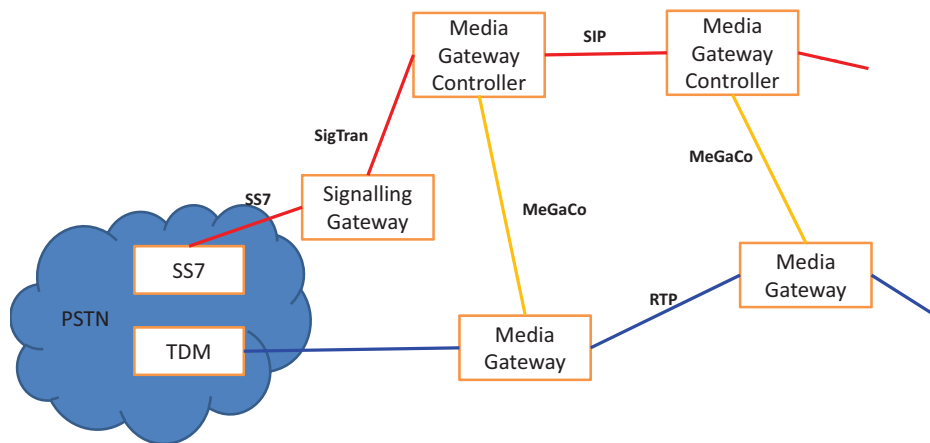 Media
Gateway
Controller
SIP
Media
Gateway
Controller
SigTran
MeGaCo
SS7
Signalling
Gateway
MeGaCo
SS7
Media
Gateway
RTP
PSTN
TDM
Media
Gateway